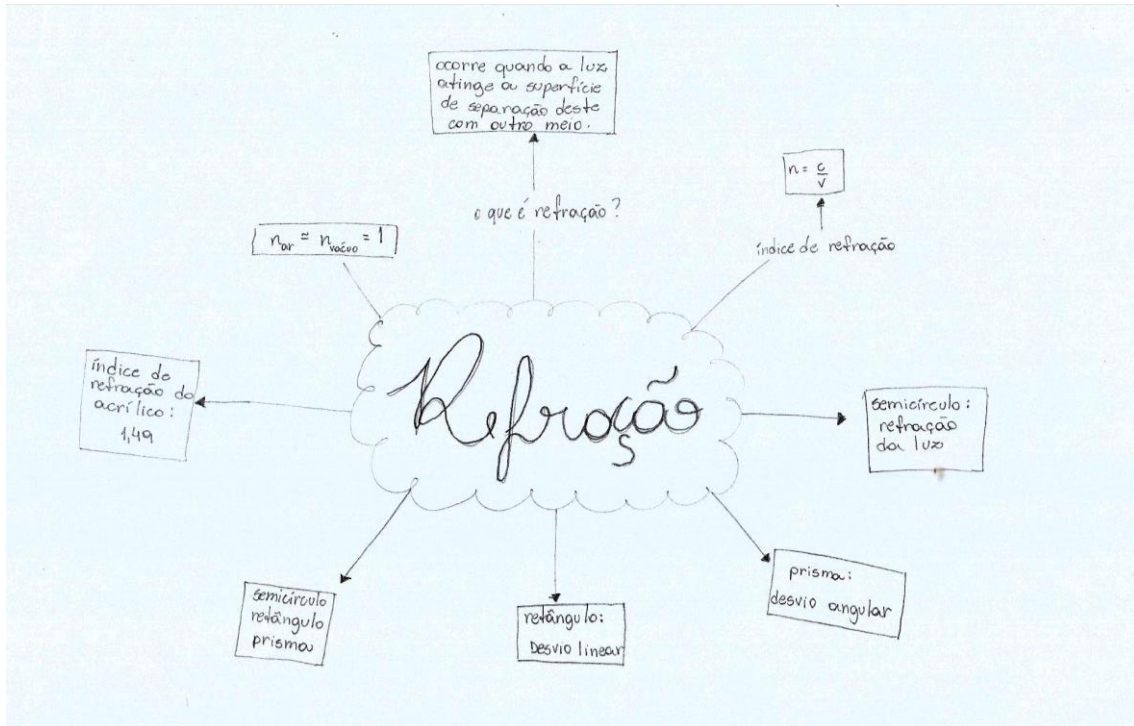 ocorre quando a luz
atinge a superfície
de separação deste
com outro meio.
o que é refração?
n = c/v
índice de refração
n_ar ≅ n_vácuo = 1
Refração
índice de
refração do
acrílico:
1,49
semicírculo:
refração
da luz
semicírculo
retângulo
prisma
retângulo:
Desvio linear
prisma:
desvio angular